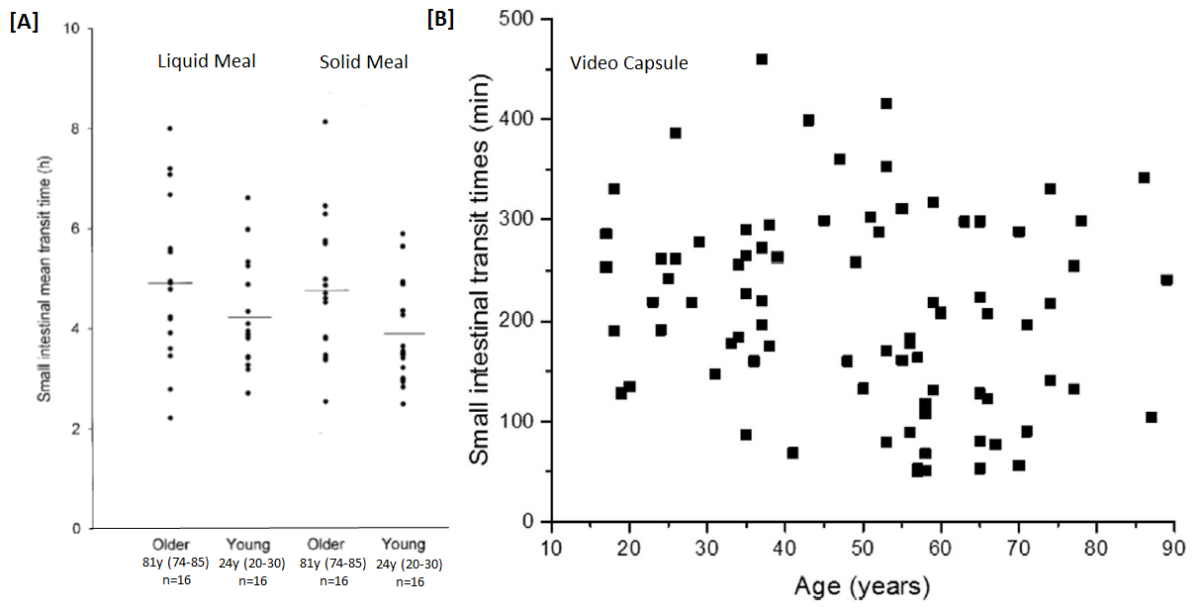 [A]
10
8
6
4
2
0
Small intestinal mean transit time (h)
Liquid Meal
Solid Meal
Older
81y (74-85)
n=16
Young
24y (20-30)
n=16
Older
81y (74-85)
n=16
Young
24y (20-30)
n=16
[B]
500
400
300
200
100
0
Small intestinal transit times (min)
Video Capsule
10 20 30 40 50 60 70 80 90
Age (years)